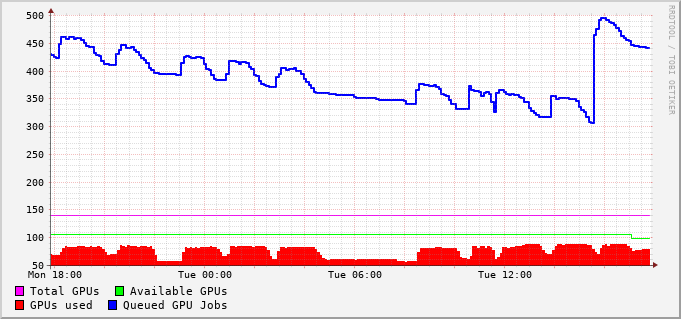 500
450
400
350
300
250
200
150
100
50
Mon 18:00 Tue 00:00 Tue 06:00 Tue 12:00
Total GPUs Available GPUs
GPUs used Queued GPU Jobs
RRDTOOL / TOBI OETIKER